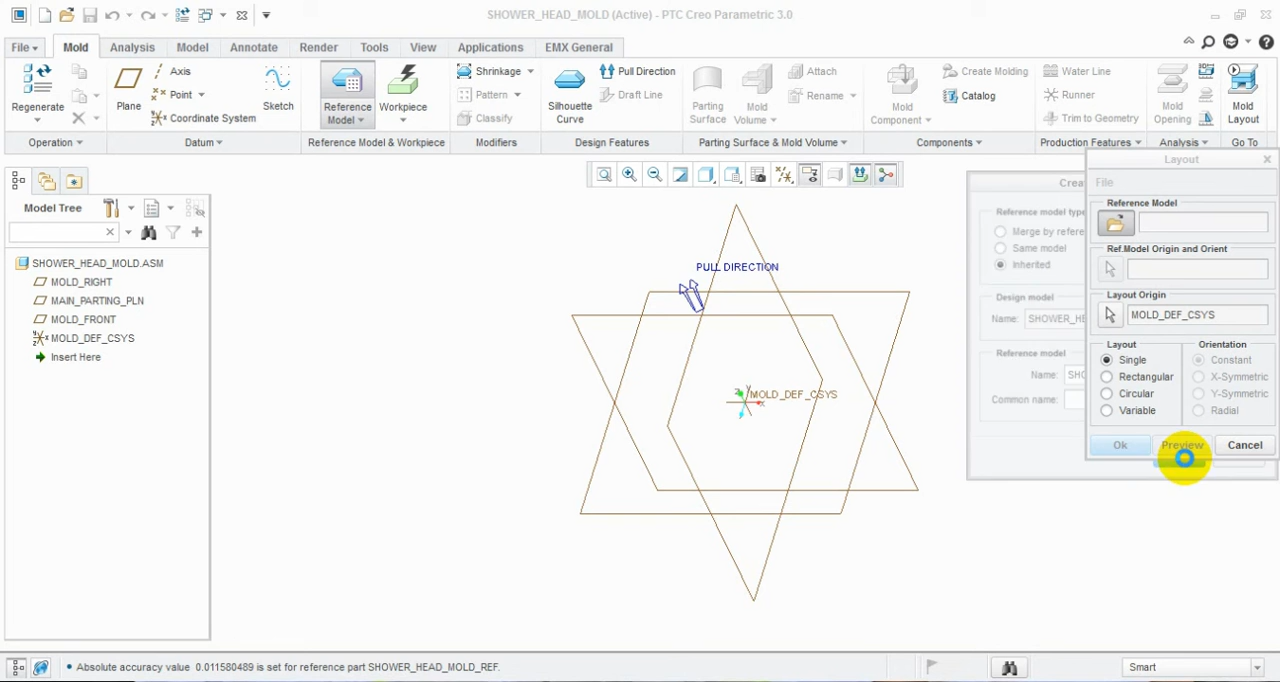 SHOWER_HEAD_MOLD (Active) - PTC Creo Parametric 3.0
File Mold Analysis Model Annotate Render Tools View Applications EMX General
Regenerate
Plane
Axis
Point
Coordinate System
Sketch
Reference Model
Workpiece
Shrinkage
Pattern
Classify
Silhouette Curve
Pull Direction
Draft Line
Parting Surface
Mold Volume
Attach
Rename
Mold Component
Create Molding
Catalog
Water Line
Runner
Trim to Geometry
Mold Opening
Mold Layout
Operation Datum Reference Model & Workpiece Modifiers Design Features Parting Surface & Mold Volume Components Production Features Analysis Go To
Model Tree
SHOWER_HEAD_MOLD.ASM
MOLD_RIGHT
MAIN_PARTING_PLN
MOLD_FRONT
MOLD_DEF_CSYS
Insert Here
PULL DIRECTION
MOLD_DEF_CSYS
Z
Y
X
Crea
Reference model type
Merge by refere
Same model
Inherited
Design model
Name: SHOWER_HE
Reference model
Name: SHO
Common name:
Layout
File
Reference Model
Ref.Model Origin and Orient
Layout Origin
MOLD_DEF_CSYS
Layout Orientation
Single Constant
Rectangular X-Symmetric
Circular Y-Symmetric
Variable Radial
Ok Preview Cancel
• Absolute accuracy value 0.011580489 is set for reference part SHOWER_HEAD_MOLD_REF.
Smart